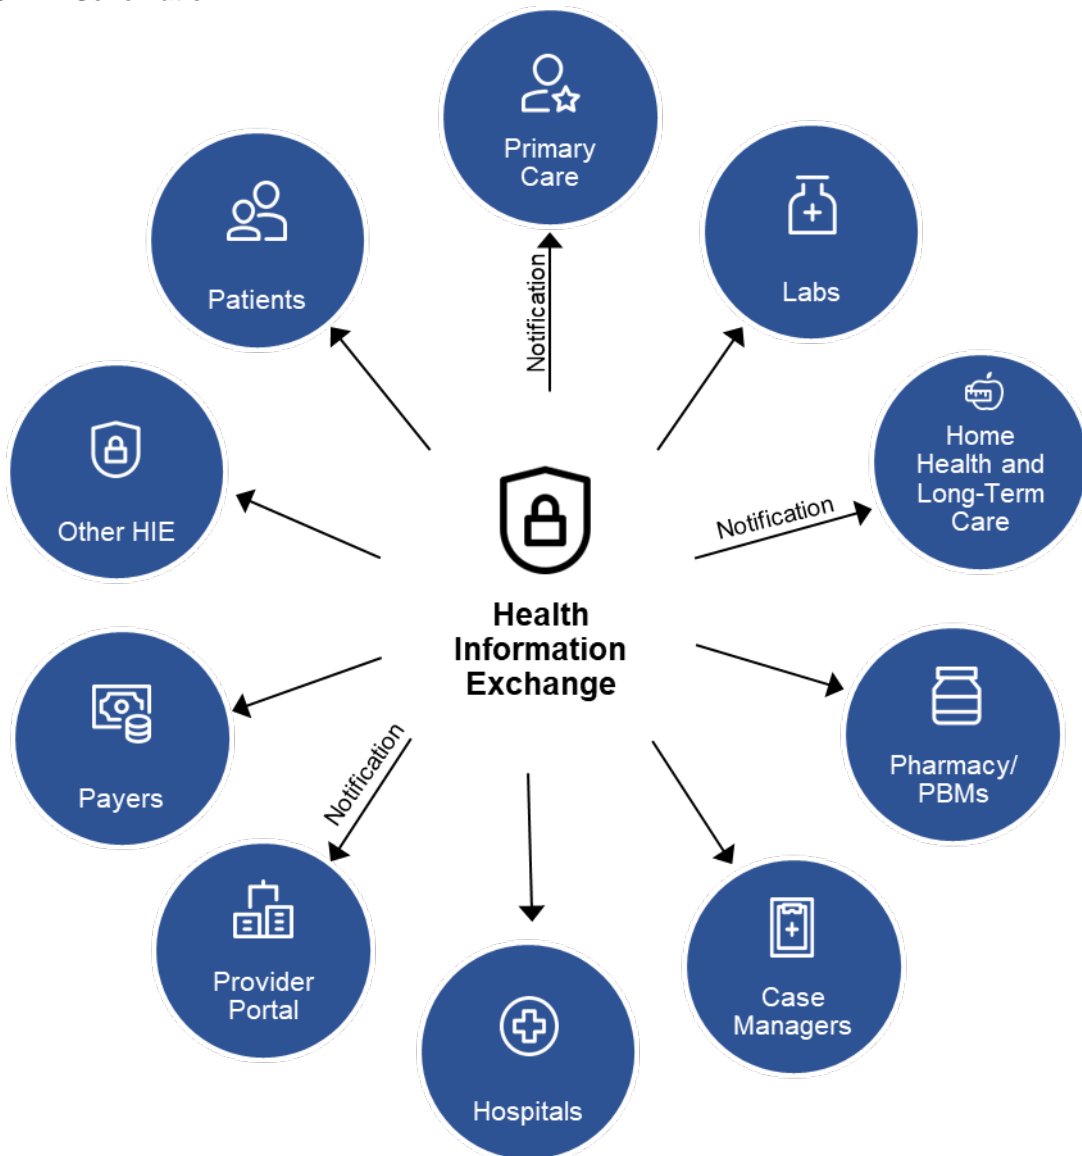 Primary
Care
Patients
Labs
Notification
Home
Health and
Long-Term
Care
Other HIE
Notification
Health
Information
Exchange
Payers
Notification
Pharmacy/
PBMs
Provider
Portal
Case
Managers
Hospitals